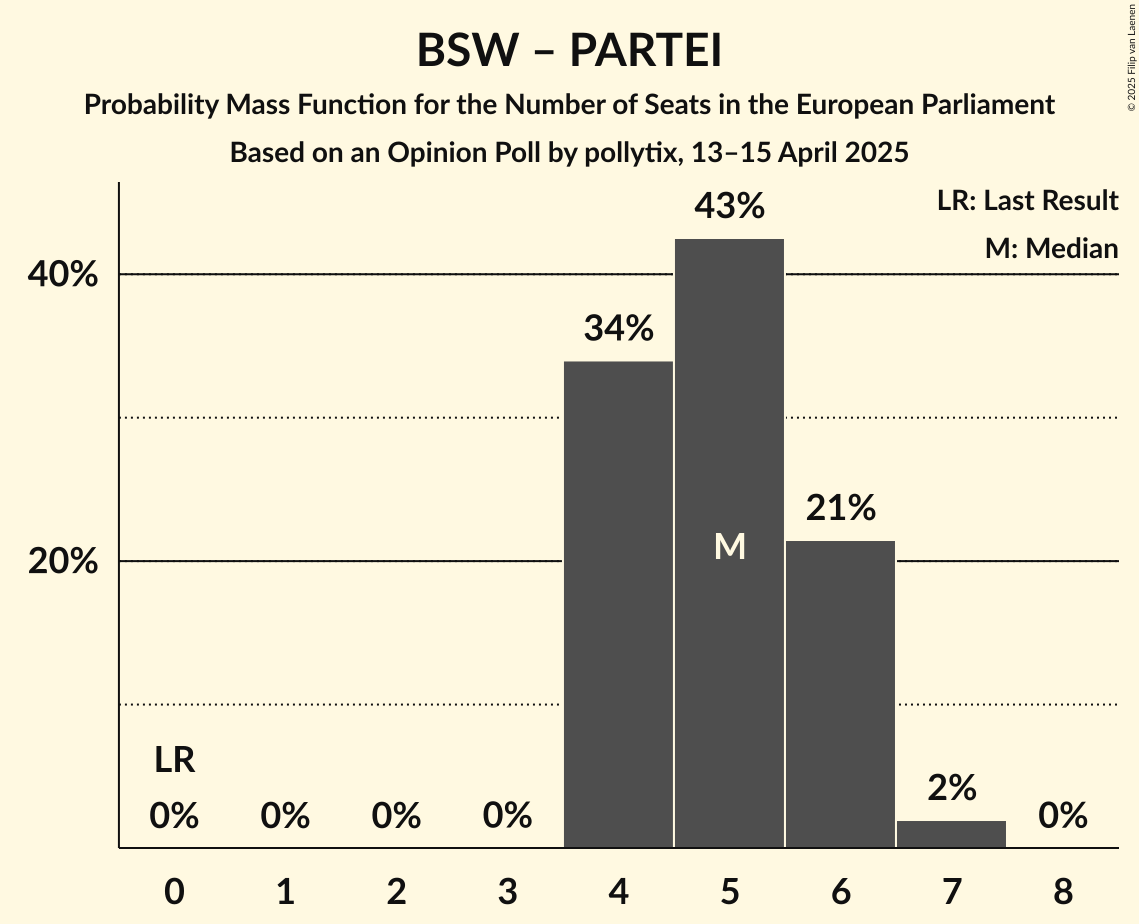 BSW – PARTEI
Probability Mass Function for the Number of Seats in the European Parliament
Based on an Opinion Poll by pollytix, 13–15 April 2025
© 2025 Filip van Laenen
LR: Last Result
M: Median
43%
40%
34%
21%
M
20%
LR
2%
0%
0%
0%
0%
0%
0 1 2 3 4 5 6 7 8